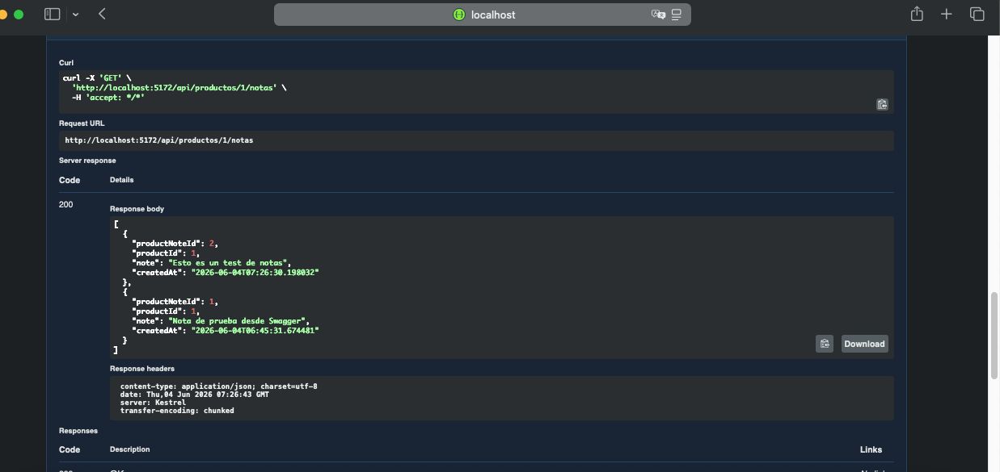 localhost
Curl
curl -X 'GET' \
'http://localhost:5172/api/productos/1/notas' \
-H 'accept: */*'
Request URL
http://localhost:5172/api/productos/1/notas
Server response
Code Details
200
Response body
[
{
"productNoteId": 2,
"productId": 1,
"note": "Esto es un test de notas",
"createdAt": "2026-06-04T07:26:30.198032"
},
{
"productNoteId": 1,
"productId": 1,
"note": "Nota de prueba desde Swagger",
"createdAt": "2026-06-04T06:45:31.674481"
}
]
Download
Response headers
content-type: application/json; charset=utf-8
date: Thu,04 Jun 2026 07:26:43 GMT
server: Kestrel
transfer-encoding: chunked
Responses
Code Description Links